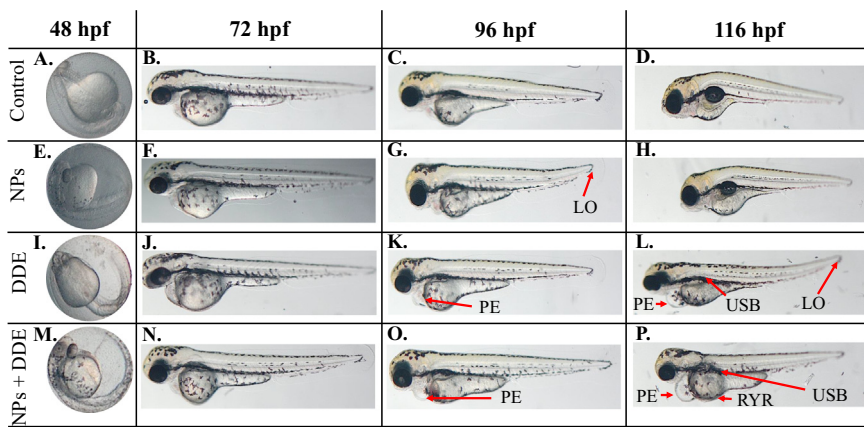 48 hpf 72 hpf 96 hpf 116 hpf
Control A. B. C. D.
NPs E. F. G. H.
LO
DDE I. J. K. L.
PE PE USB LO
NPs + DDE M. N. O. P.
PE PE RYR USB